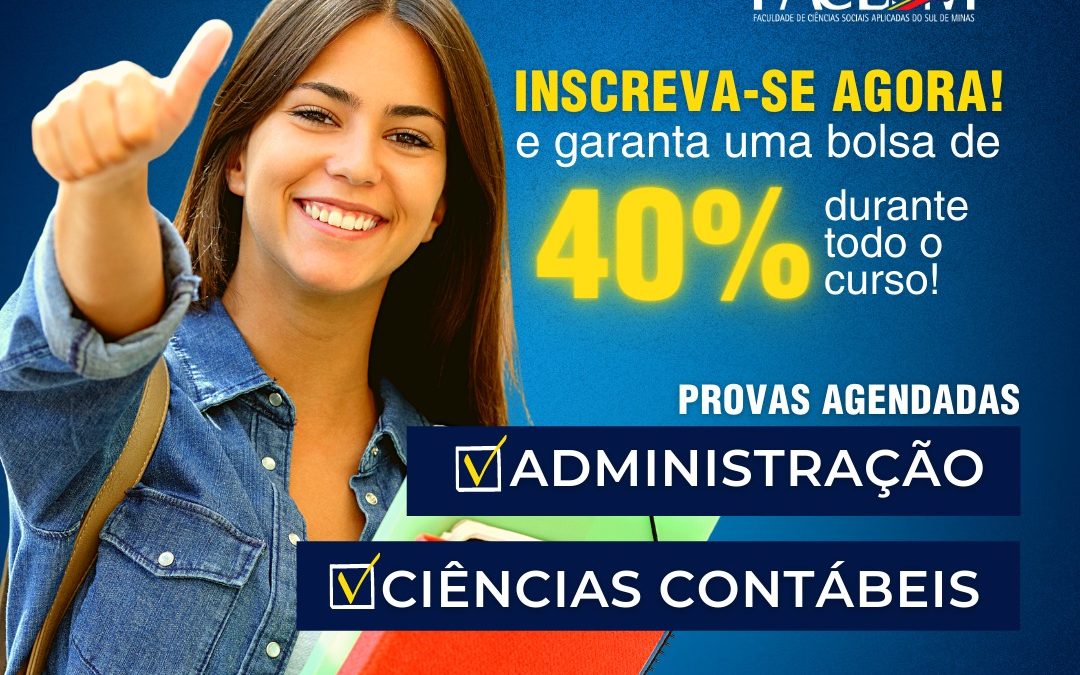 FACULDADE DE CIÊNCIAS SOCIAIS APLICADAS DO SUL DE MINAS
INSCREVA-SE AGORA!
e garanta uma bolsa de
40% durante
todo o
curso!
PROVAS AGENDADAS
ADMINISTRAÇÃO
CIÊNCIAS CONTÁBEIS